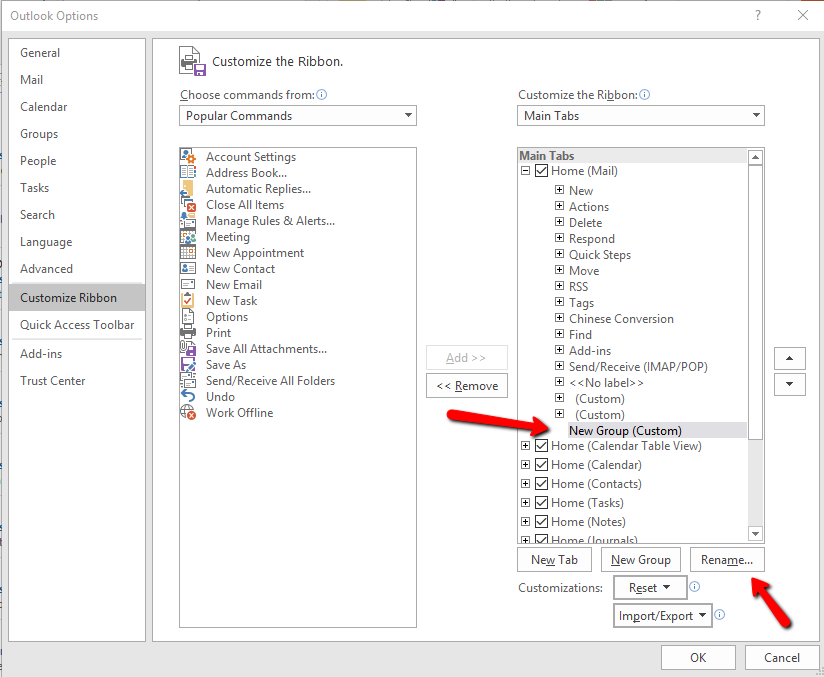 Outlook Options
?
General
Mail
Calendar
Groups
People
Tasks
Search
Language
Advanced
Customize Ribbon
Quick Access Toolbar
Add-ins
Trust Center
Customize the Ribbon.
Choose commands from:
Popular Commands
Account Settings
Address Book...
Automatic Replies...
Close All Items
Manage Rules & Alerts...
Meeting
New Appointment
New Contact
New Email
New Task
Options
Print
Save All Attachments...
Save As
Send/Receive All Folders
Undo
Work Offline
Add >>
<< Remove
Customize the Ribbon:
Main Tabs
Main Tabs
Home (Mail)
New
Actions
Delete
Respond
Quick Steps
Move
RSS
Tags
Chinese Conversion
Find
Add-ins
Send/Receive (IMAP/POP)
<<No label>>
(Custom)
(Custom)
New Group (Custom)
Home (Calendar Table View)
Home (Calendar)
Home (Contacts)
Home (Tasks)
Home (Notes)
Home (Journals)
New Tab
New Group
Rename...
Customizations:
Reset
Import/Export
OK
Cancel